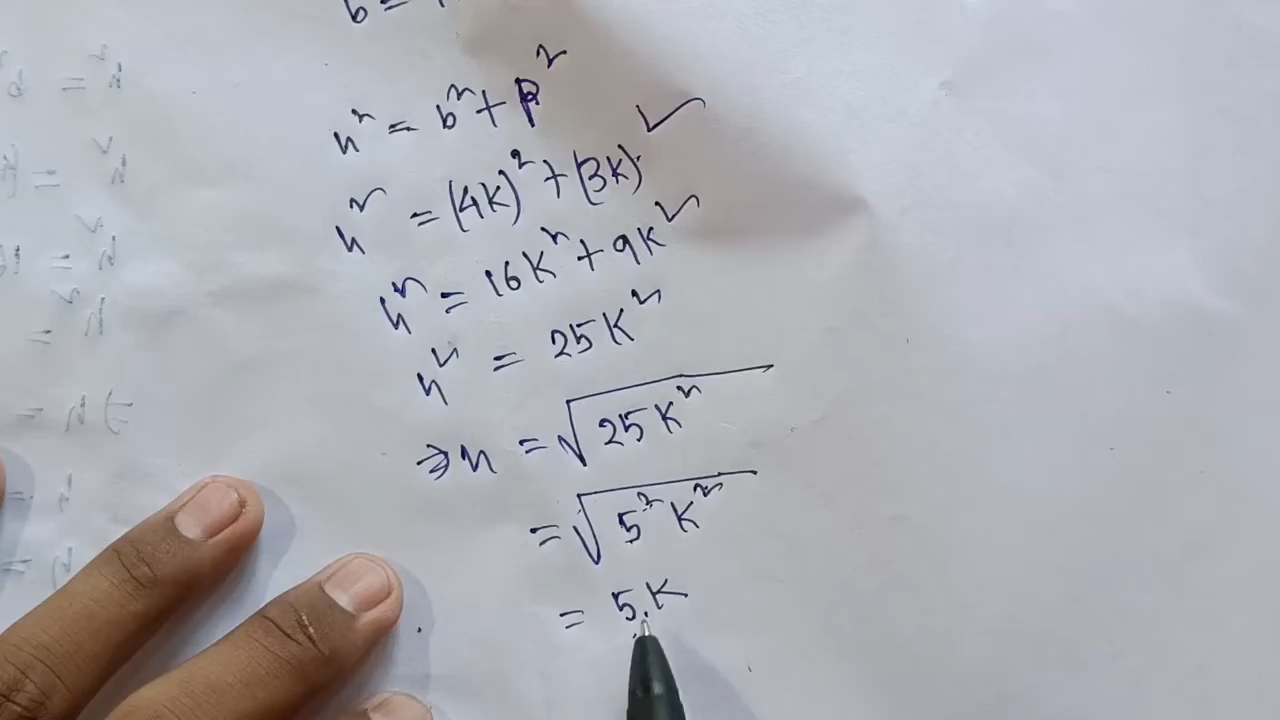 b =
h² = b² + p²
h² = (4K)² + (3K)²
h² = 16K² + 9K²
h² = 25K²
⇒ h = √25K²
= √5²K²
= 5.K